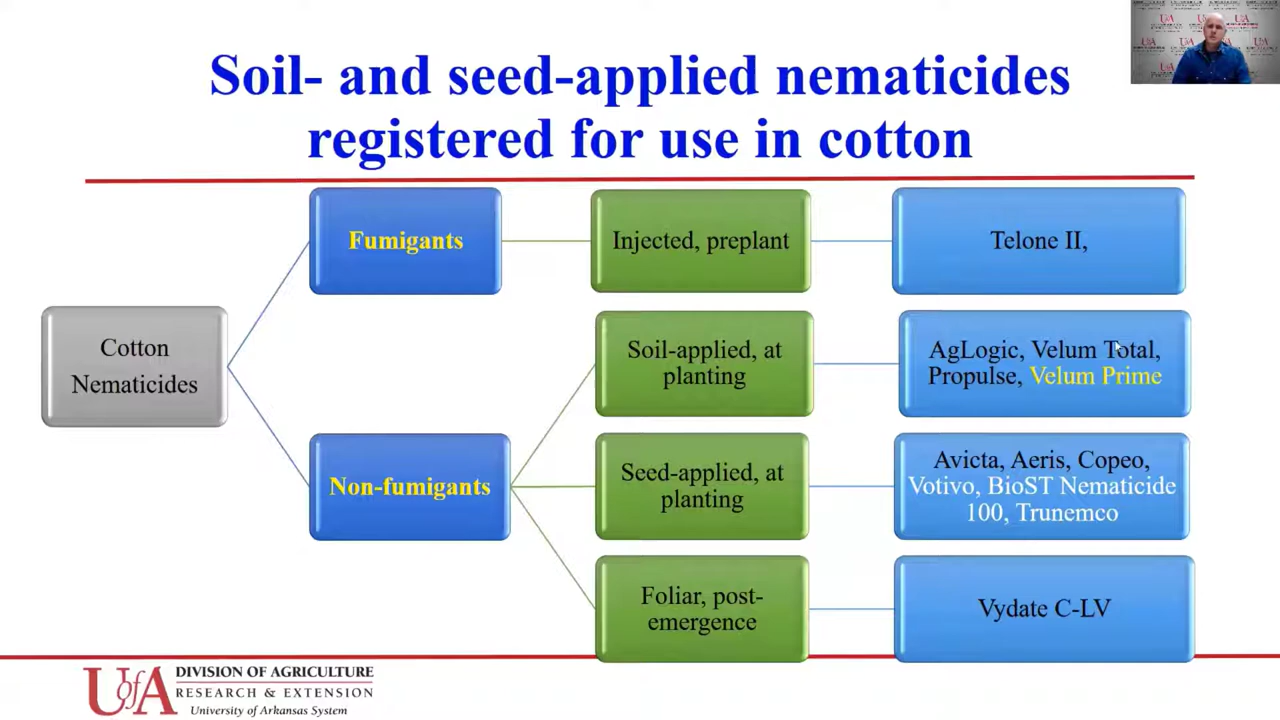 Soil- and seed-applied nematicides
registered for use in cotton
Cotton
Nematicides
Fumigants
Injected, preplant
Telone II,
Non-fumigants
Soil-applied, at
planting
AgLogic, Velum Total,
Propulse, Velum Prime
Seed-applied, at
planting
Avicta, Aeris, Copeo,
Votivo, BioST Nematicide
100, Trunemco
Foliar, post-
emergence
Vydate C-LV
UofA
DIVISION OF AGRICULTURE
RESEARCH & EXTENSION
University of Arkansas System